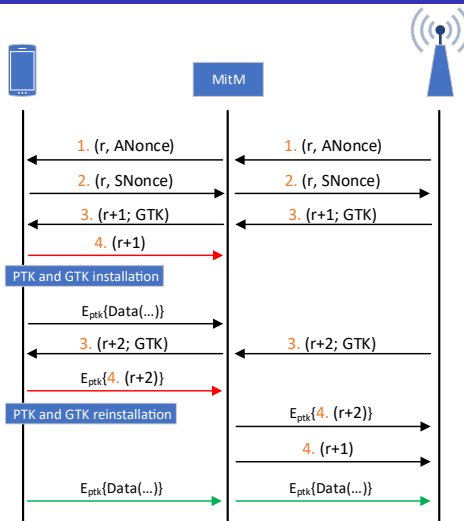 MitM
1. (r, ANonce) 1. (r, ANonce)
2. (r, SNonce) 2. (r, SNonce)
3. (r+1; GTK) 3. (r+1; GTK)
4. (r+1)
PTK and GTK installation
Eptk{Data(...)}
3. (r+2; GTK) 3. (r+2; GTK)
Eptk{4. (r+2)}
PTK and GTK reinstallation
Eptk{4. (r+2)}
4. (r+1)
Eptk{Data(...)} Eptk{Data(...)}